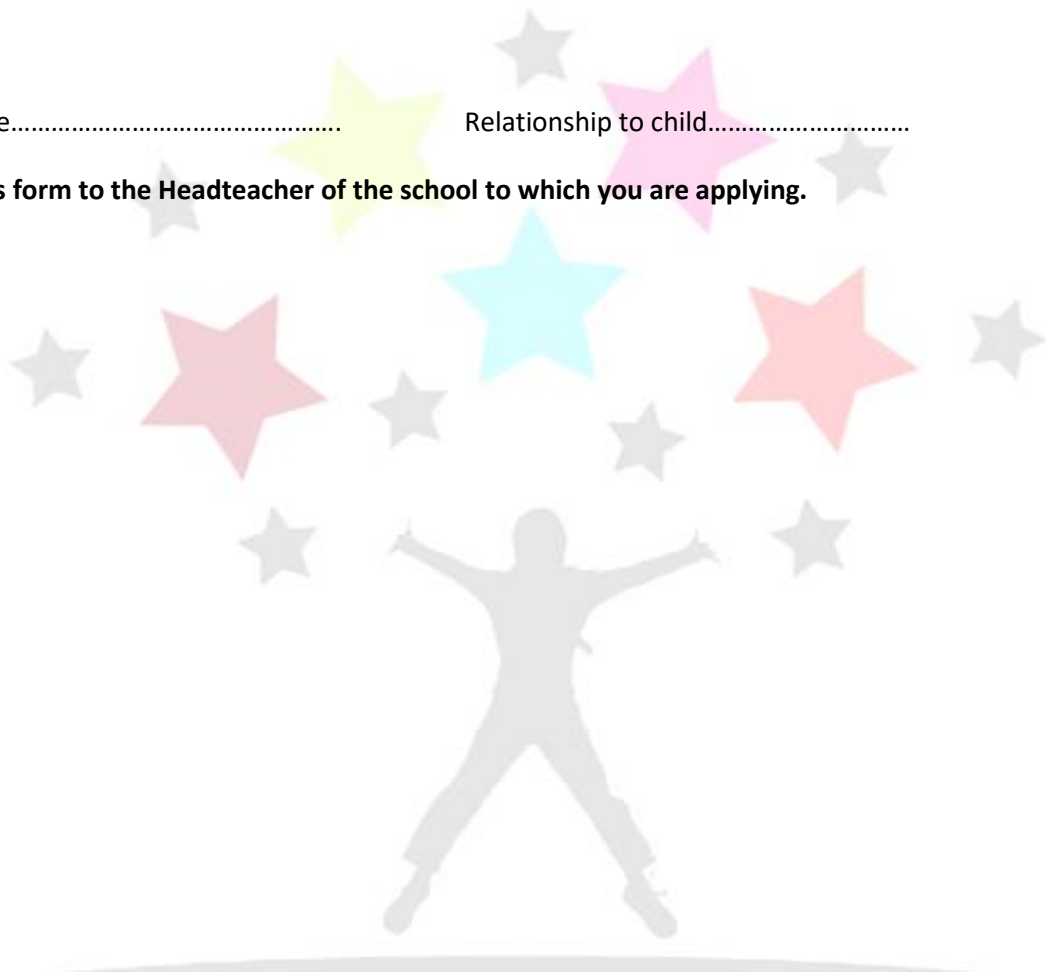 e…………………………………………. Relationship to child…………………………
s form to the Headteacher of the school to which you are applying.